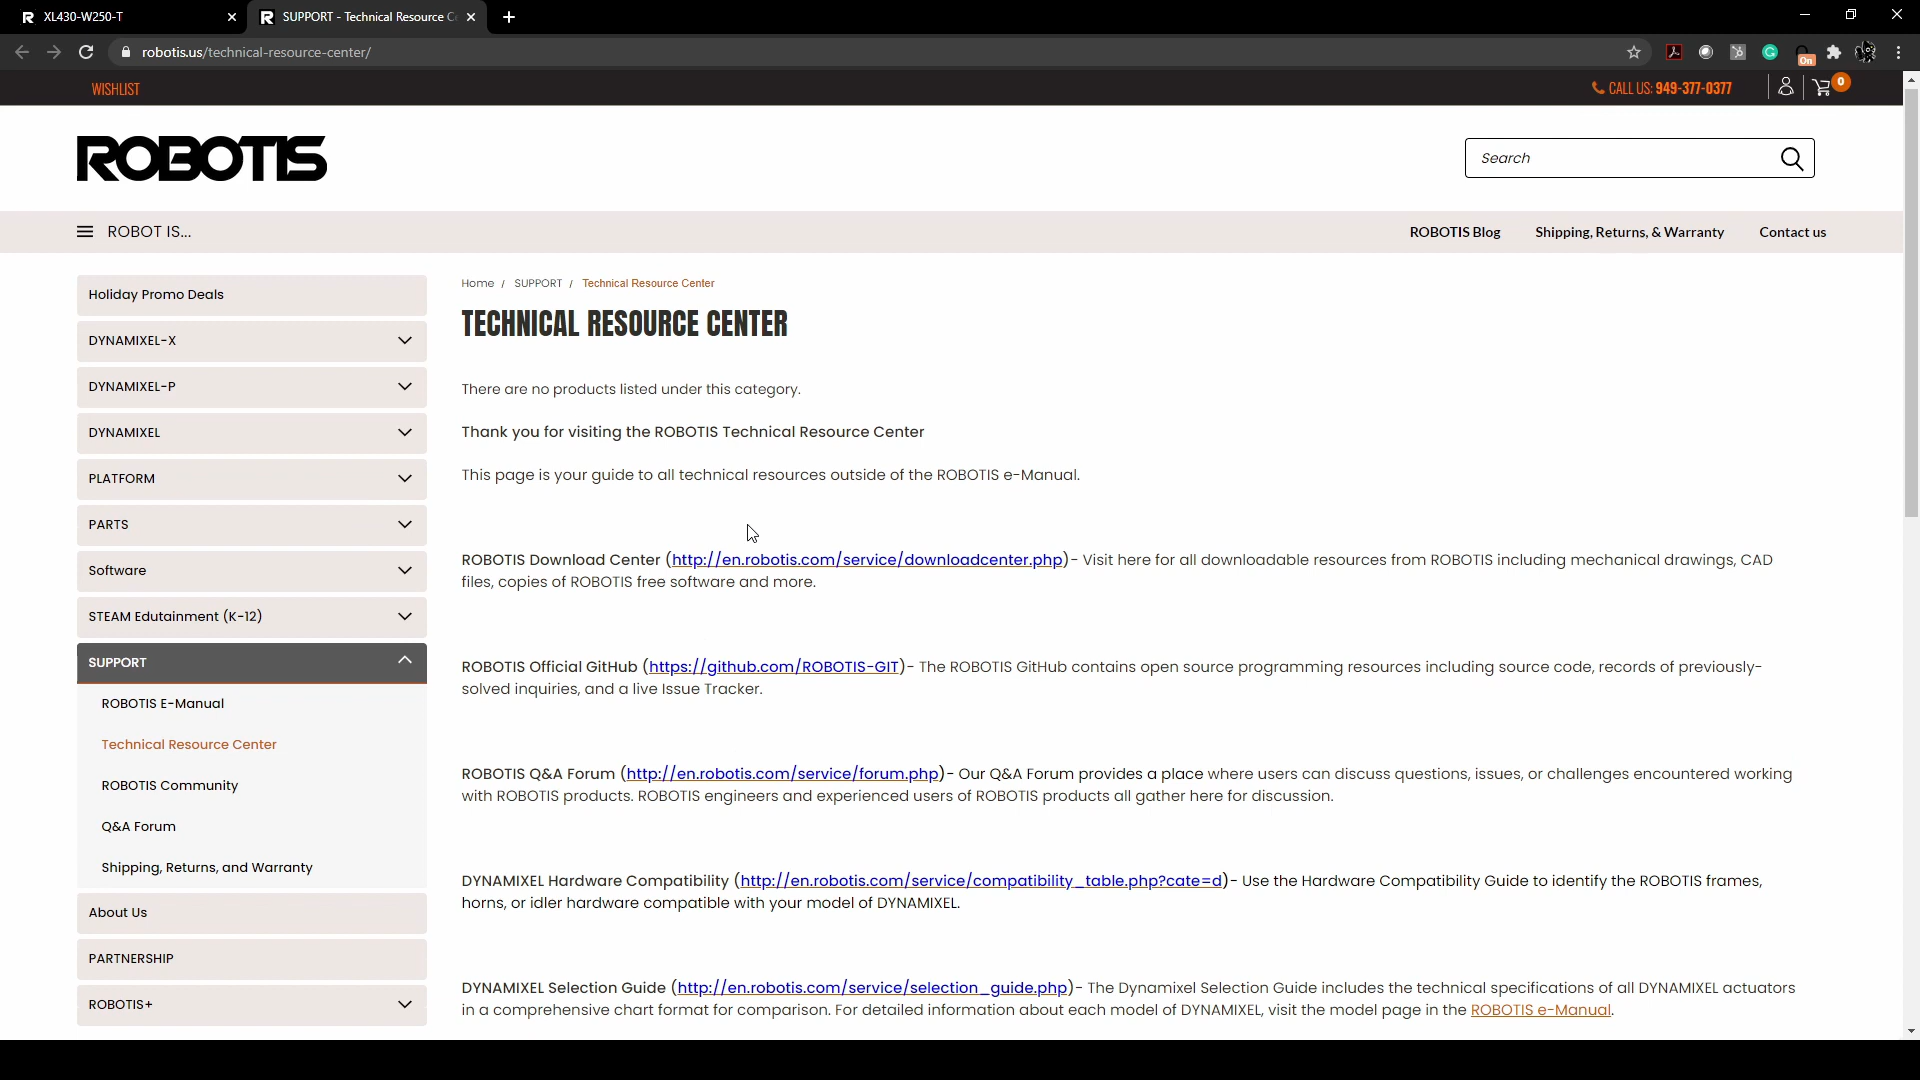 XL430-W250-T
SUPPORT - Technical Resource C
robotis.us/technical-resource-center/
On
WISHLIST
CALL US: 949-377-0377
0
ROBOTIS
Search
ROBOT IS...
ROBOTIS Blog
Shipping, Returns, & Warranty
Contact us
Holiday Promo Deals
DYNAMIXEL-X
DYNAMIXEL-P
DYNAMIXEL
PLATFORM
PARTS
Software
STEAM Edutainment (K-12)
SUPPORT
ROBOTIS E-Manual
Technical Resource Center
ROBOTIS Community
Q&A Forum
Shipping, Returns, and Warranty
About Us
PARTNERSHIP
ROBOTIS+
Home / SUPPORT / Technical Resource Center
TECHNICAL RESOURCE CENTER
There are no products listed under this category.
Thank you for visiting the ROBOTIS Technical Resource Center
This page is your guide to all technical resources outside of the ROBOTIS e-Manual.
ROBOTIS Download Center (http://en.robotis.com/service/downloadcenter.php)- Visit here for all downloadable resources from ROBOTIS including mechanical drawings, CAD
files, copies of ROBOTIS free software and more.
ROBOTIS Official GitHub (https://github.com/ROBOTIS-GIT)- The ROBOTIS GitHub contains open source programming resources including source code, records of previously-
solved inquiries, and a live Issue Tracker.
ROBOTIS Q&A Forum (http://en.robotis.com/service/forum.php)- Our Q&A Forum provides a place where users can discuss questions, issues, or challenges encountered working
with ROBOTIS products. ROBOTIS engineers and experienced users of ROBOTIS products all gather here for discussion.
DYNAMIXEL Hardware Compatibility (http://en.robotis.com/service/compatibility_table.php?cate=d)- Use the Hardware Compatibility Guide to identify the ROBOTIS frames,
horns, or idler hardware compatible with your model of DYNAMIXEL.
DYNAMIXEL Selection Guide (http://en.robotis.com/service/selection_guide.php)- The Dynamixel Selection Guide includes the technical specifications of all DYNAMIXEL actuators
in a comprehensive chart format for comparison. For detailed information about each model of DYNAMIXEL, visit the model page in the ROBOTIS e-Manual.